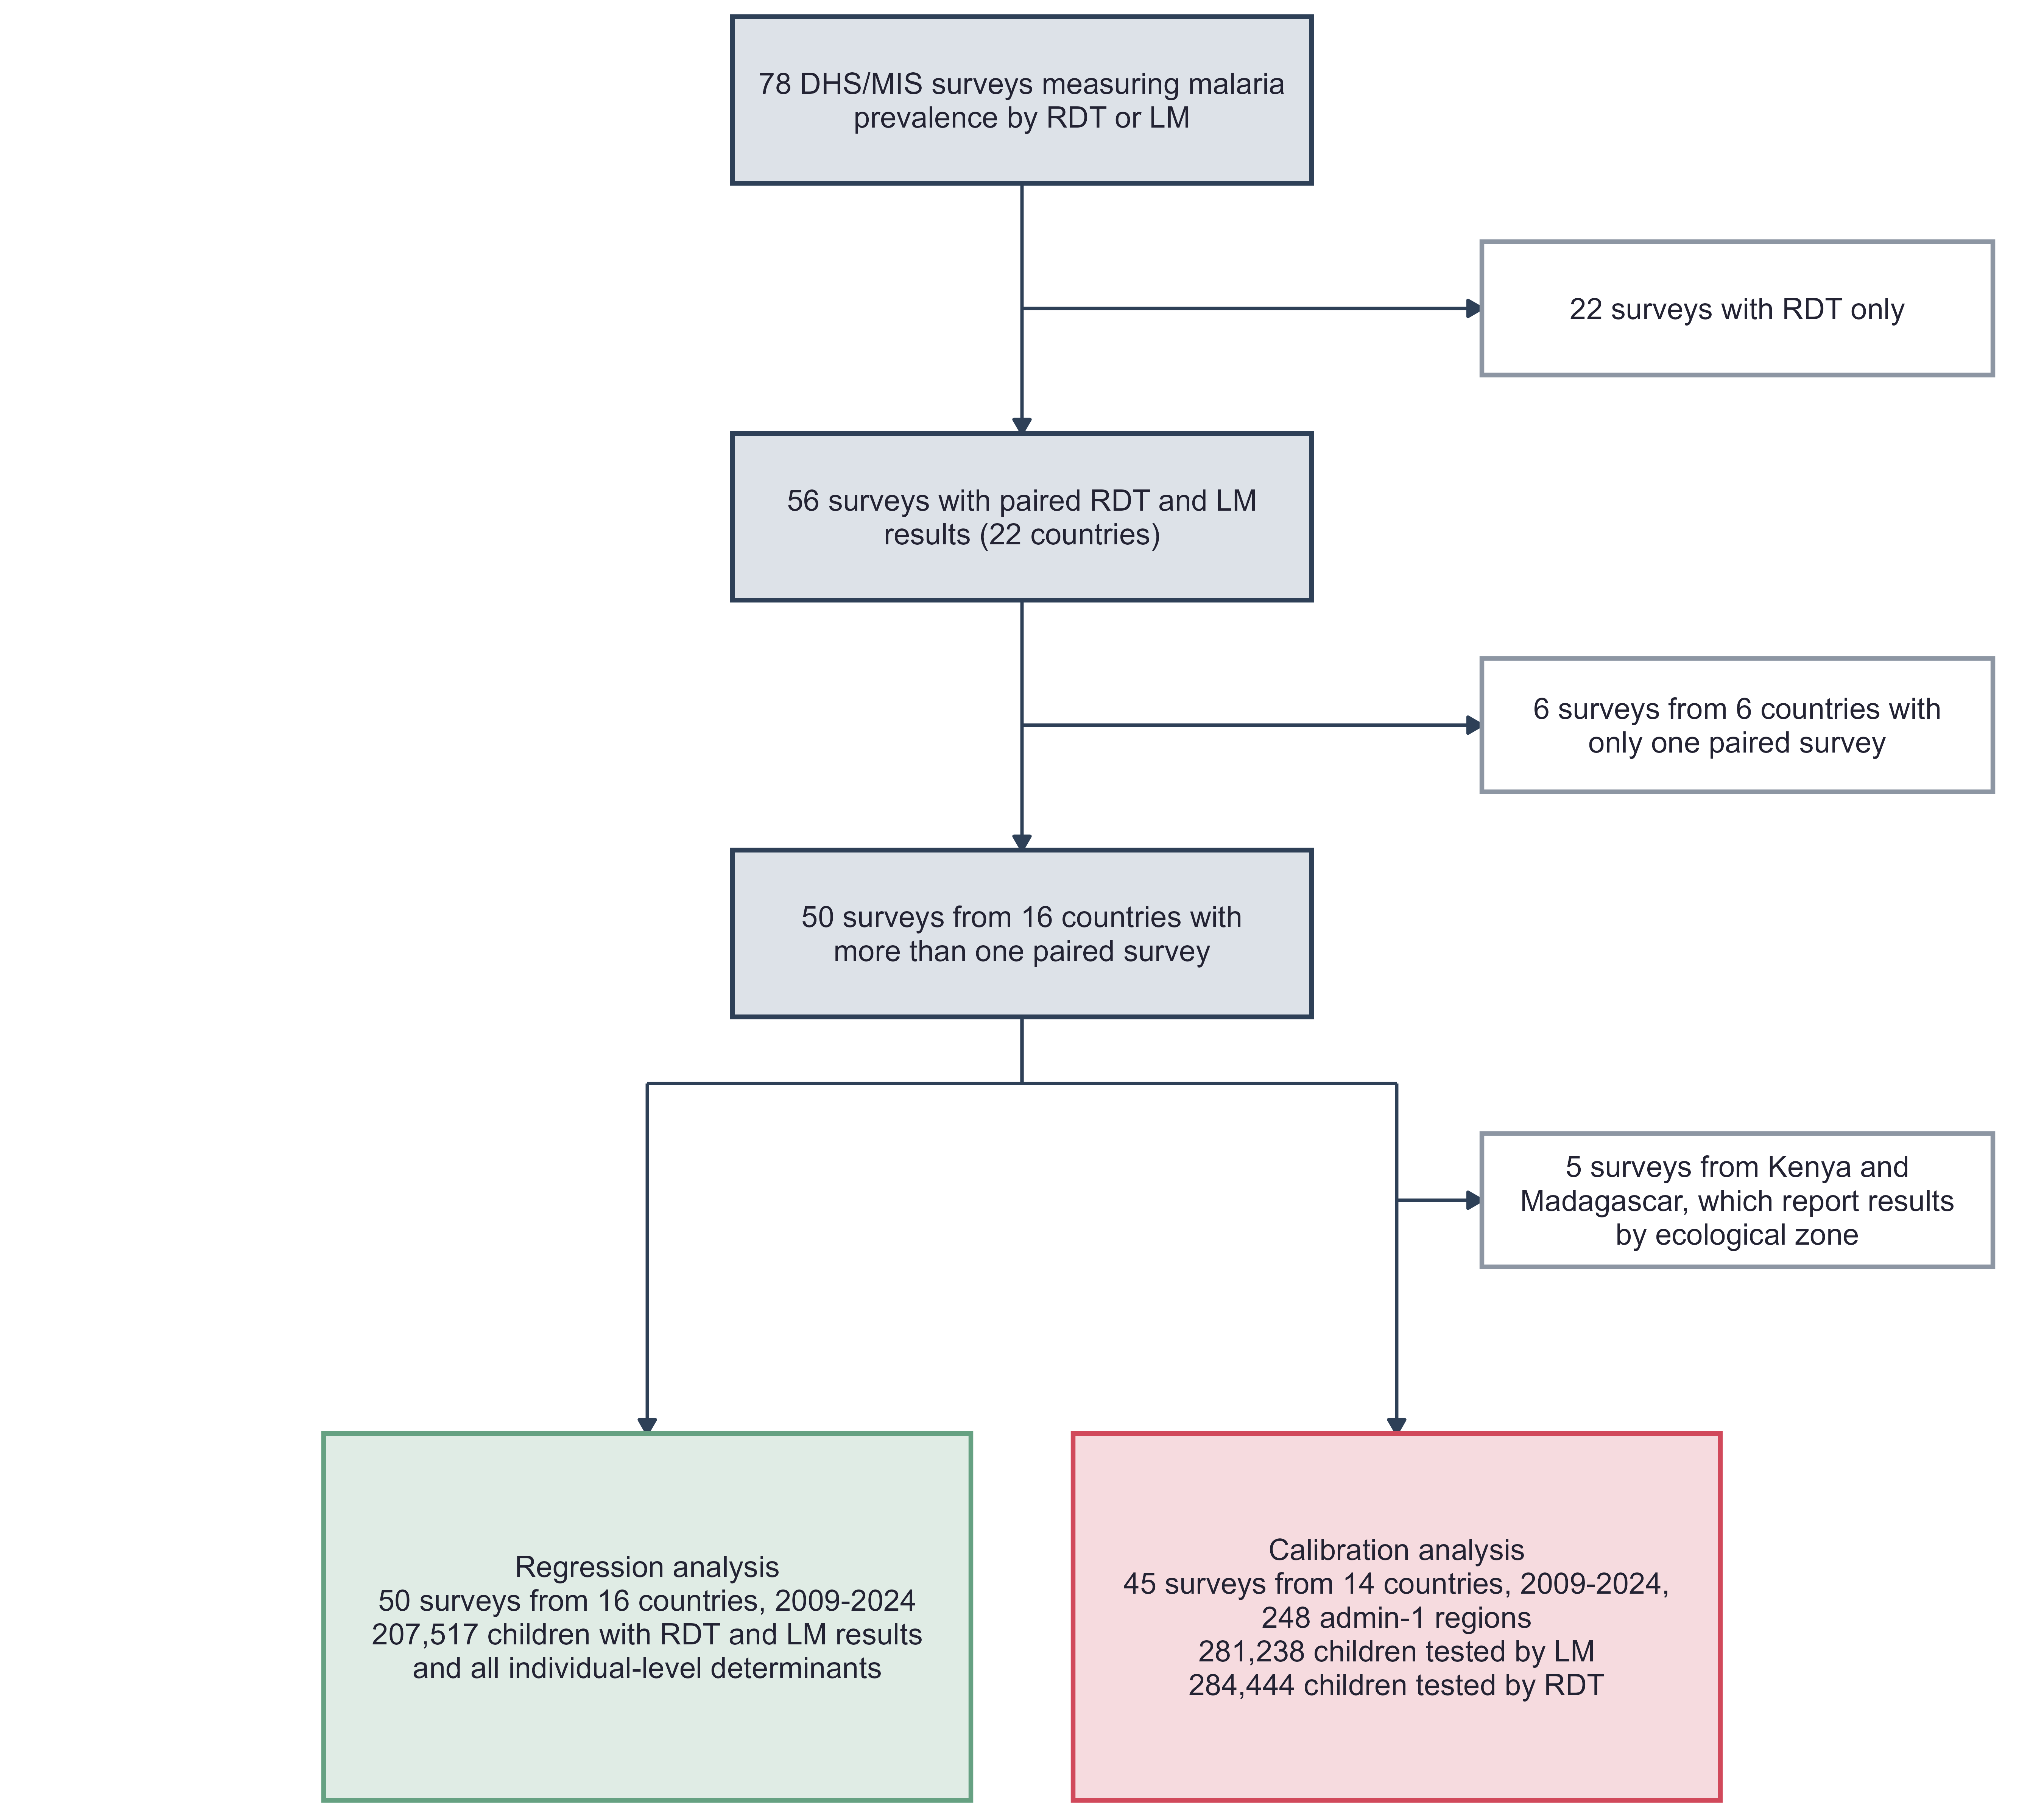 78 DHS/MIS surveys measuring malaria
prevalence by RDT or LM
22 surveys with RDT only
56 surveys with paired RDT and LM
results (22 countries)
6 surveys from 6 countries with
only one paired survey
50 surveys from 16 countries with
more than one paired survey
5 surveys from Kenya and
Madagascar, which report results
by ecological zone
Regression analysis
50 surveys from 16 countries, 2009-2024
207,517 children with RDT and LM results
and all individual-level determinants
Calibration analysis
45 surveys from 14 countries, 2009-2024,
248 admin-1 regions
281,238 children tested by LM
284,444 children tested by RDT